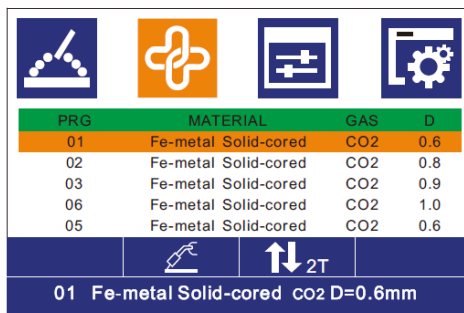 PRG MATERIAL GAS D
01 Fe-metal Solid-cored CO2 0.6
02 Fe-metal Solid-cored CO2 0.8
03 Fe-metal Solid-cored CO2 0.9
06 Fe-metal Solid-cored CO2 1.0
05 Fe-metal Solid-cored CO2 0.6
2T
01 Fe-metal Solid-cored CO2 D=0.6mm